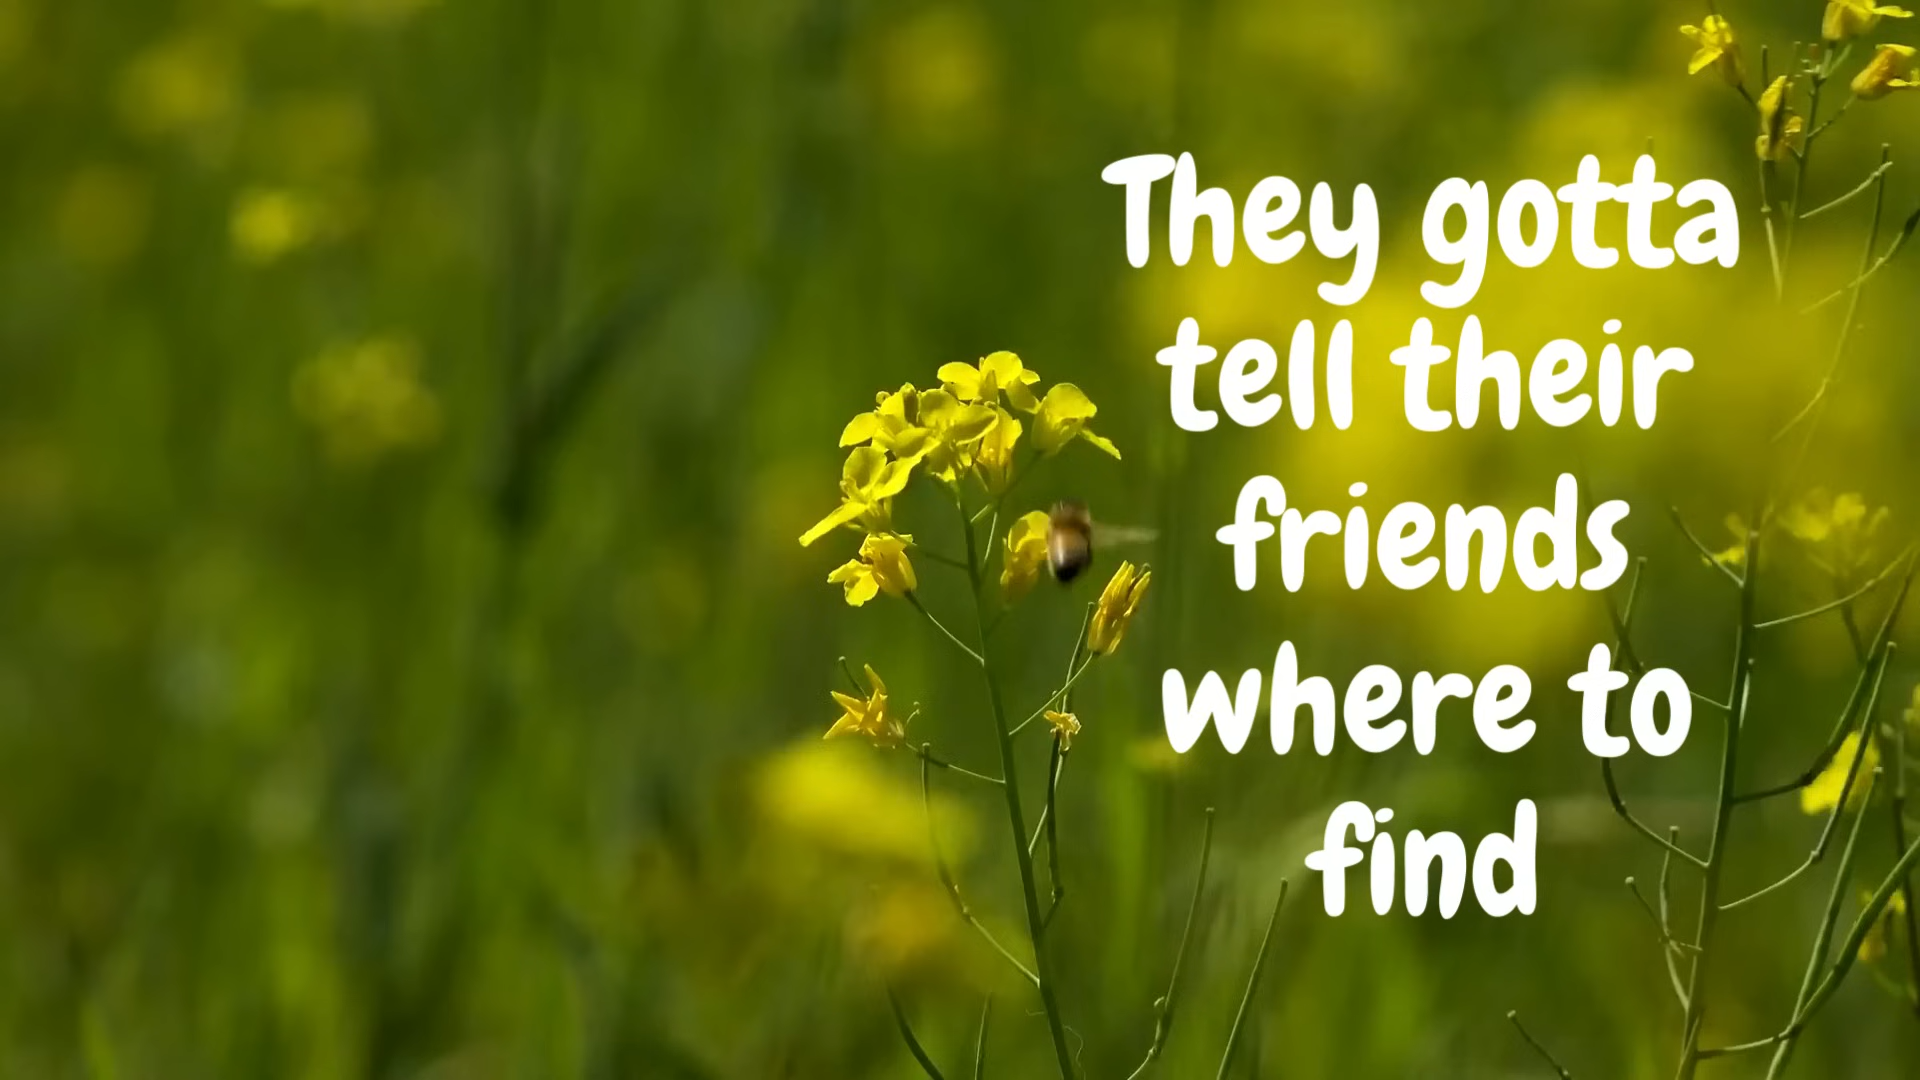 They gotta
tell their
friends
where to
find